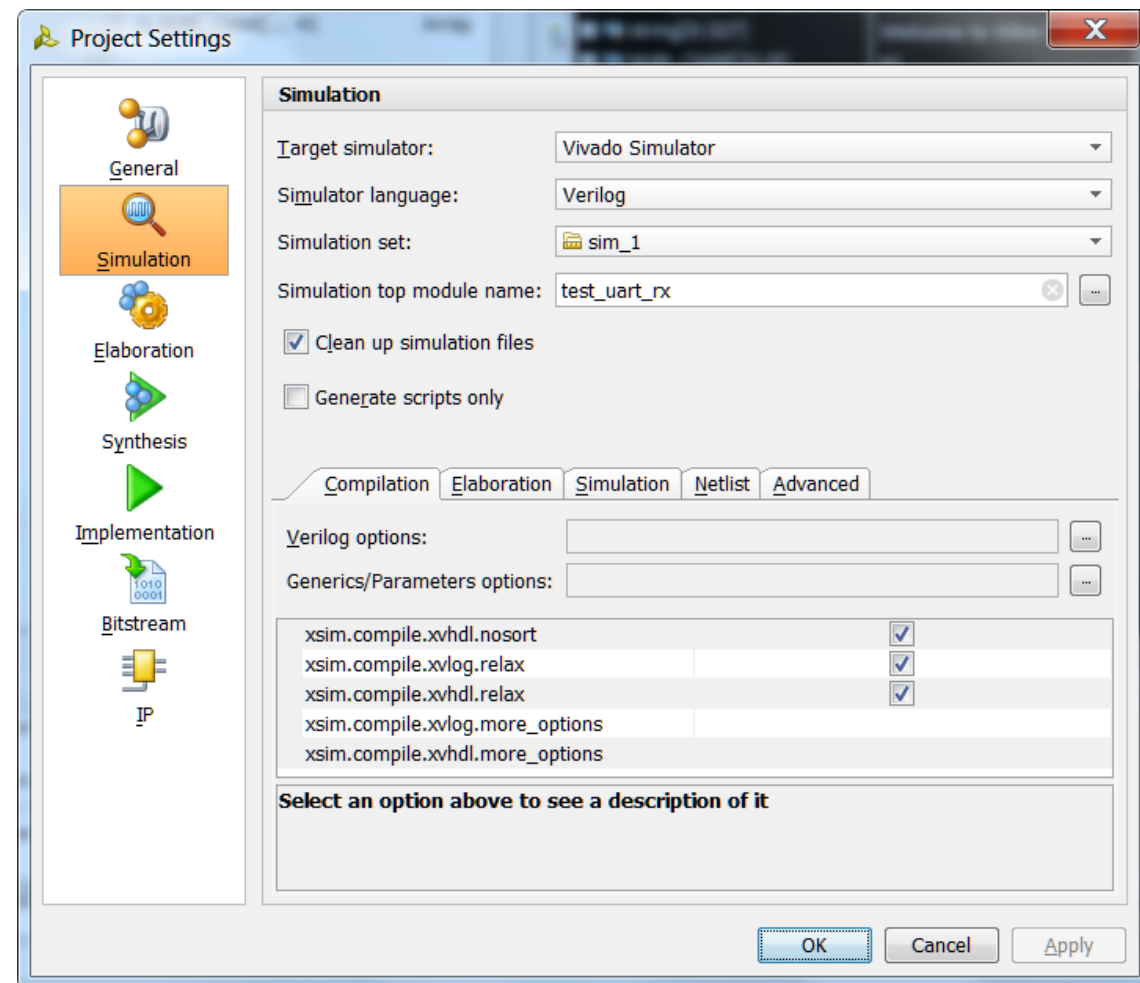 Project Settings
X
General
Simulation
Elaboration
Synthesis
Implementation
1010
0001
Bitstream
IP
Simulation
Target simulator: Vivado Simulator
Simulator language: Verilog
Simulation set: sim_1
Simulation top module name: test_uart_rx ...
Clean up simulation files
Generate scripts only
Compilation Elaboration Simulation Netlist Advanced
Verilog options: ...
Generics/Parameters options: ...
xsim.compile.xvhdl.nosort
xsim.compile.xvlog.relax
xsim.compile.xvhdl.relax
xsim.compile.xvlog.more_options
xsim.compile.xvhdl.more_options
Select an option above to see a description of it
OK Cancel Apply